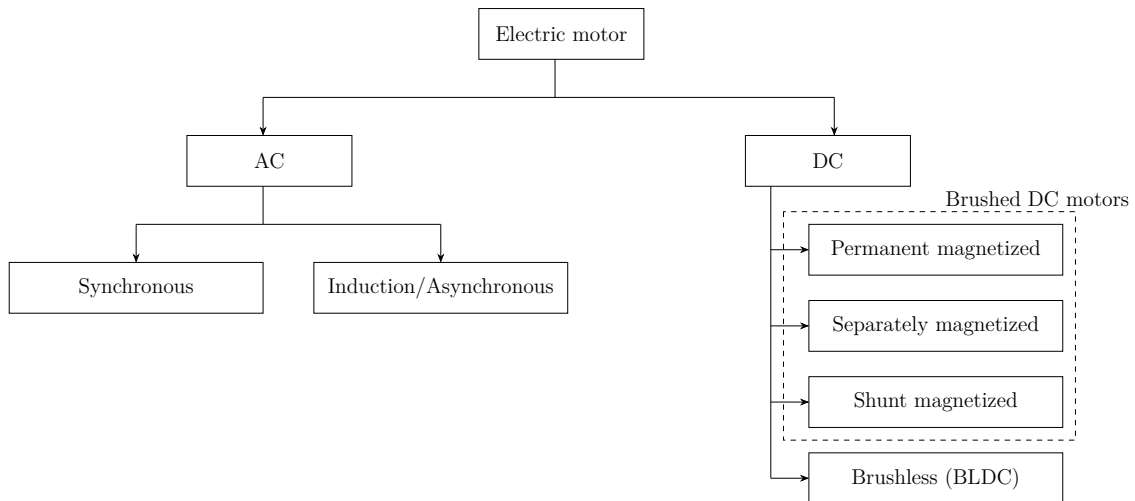 Electric motor
AC
DC
Brushed DC motors
Permanent magnetized
Synchronous
Induction/Asynchronous
Separately magnetized
Shunt magnetized
Brushless (BLDC)